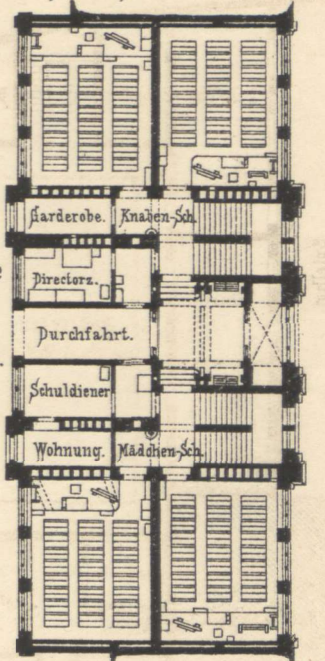 Garderobe. Knaben-Sch.
Directorz.
Durchfahrt.
Schuldiener
Wohnung. Mädchen-Sch.